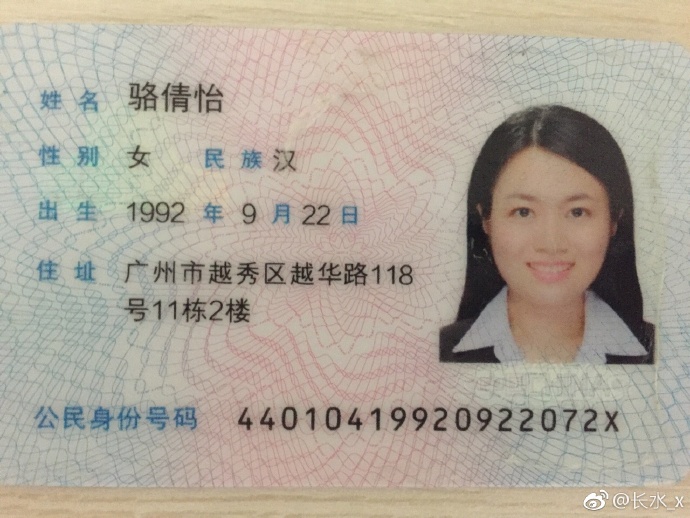 姓名 骆倩怡
性别 女 民族 汉
出生 1992 年 9 月 22 日
住址 广州市越秀区越华路118
号11栋2楼
公民身份号码 44010419920922072X
@长水_x